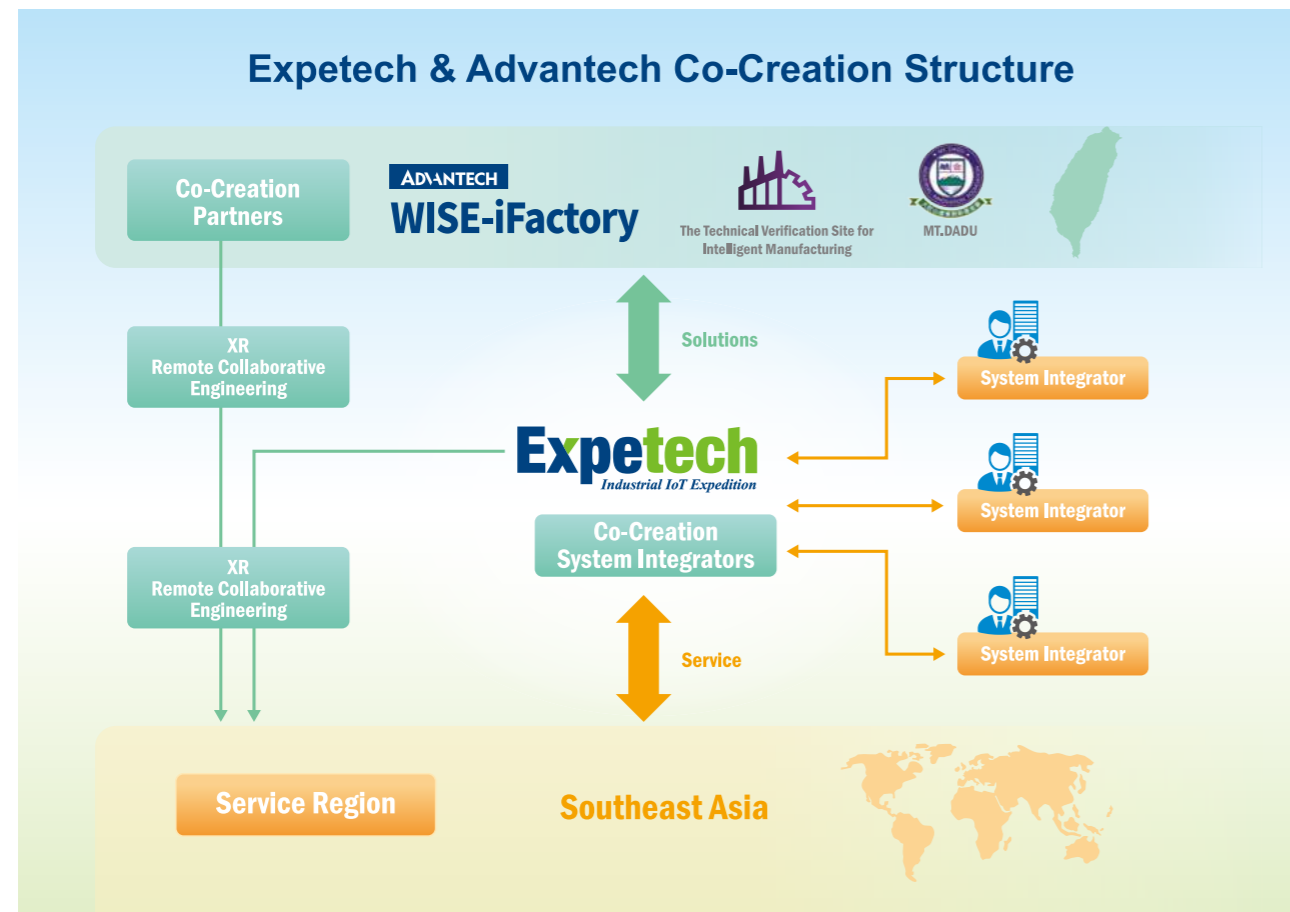 Expetech & Advantech Co-Creation Structure
Co-Creation
Partners
ADVANTECH
WISE-iFactory
The Technical Verification Site for
Intelligent Manufacturing
MT.DADU
XR
Remote Collaborative
Engineering
Solutions
System Integrator
Expetech
Industrial IoT Expedition
System Integrator
Co-Creation
System Integrators
XR
Remote Collaborative
Engineering
Service
System Integrator
Service Region
Southeast Asia